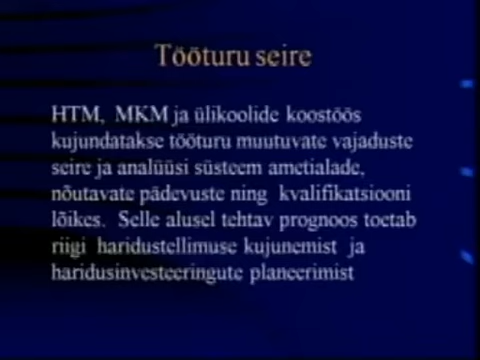 Tööturu seire
HTM, MKM ja ülikoolide koostöös
kujundatakse tööturu muutuvate vajaduste
seire ja analüüsi süsteem ametialade,
nõutavate pädevuste ning kvalifikatsiooni
lõikes. Selle alusel tehtav prognoos toetab
riigi haridustellimuse kujunemist ja
haridusinvesteeringute planeerimist